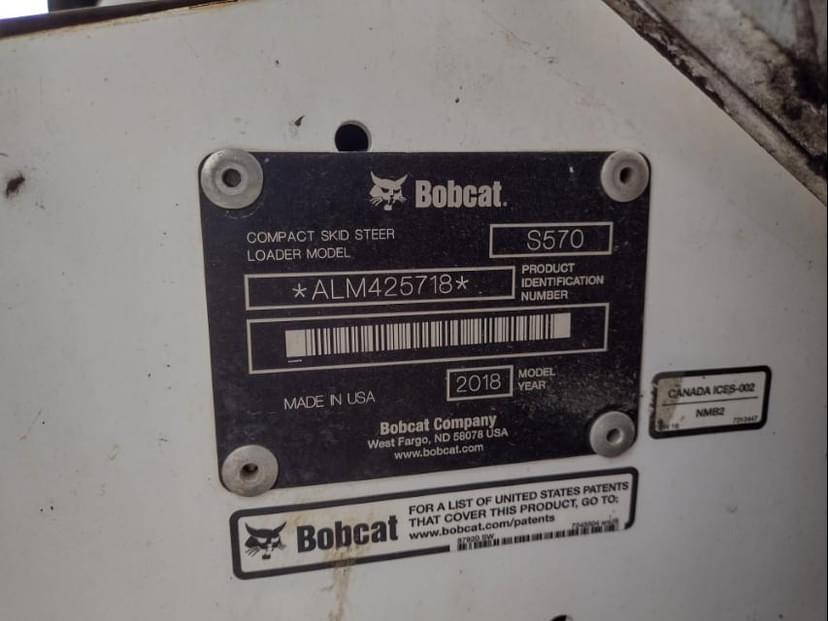 Bobcat.
COMPACT SKID STEER
LOADER MODEL
S570
*ALM425718*
PRODUCT
IDENTIFICATION
NUMBER
MADE IN USA
2018
MODEL
YEAR
Bobcat Company
West Fargo, ND 58078 USA
www.bobcat.com
CANADA ICES-002
NMB2
Bobcat
FOR A LIST OF UNITED STATES PATENTS
THAT COVER THIS PRODUCT, GO TO:
www.bobcat.com/patents